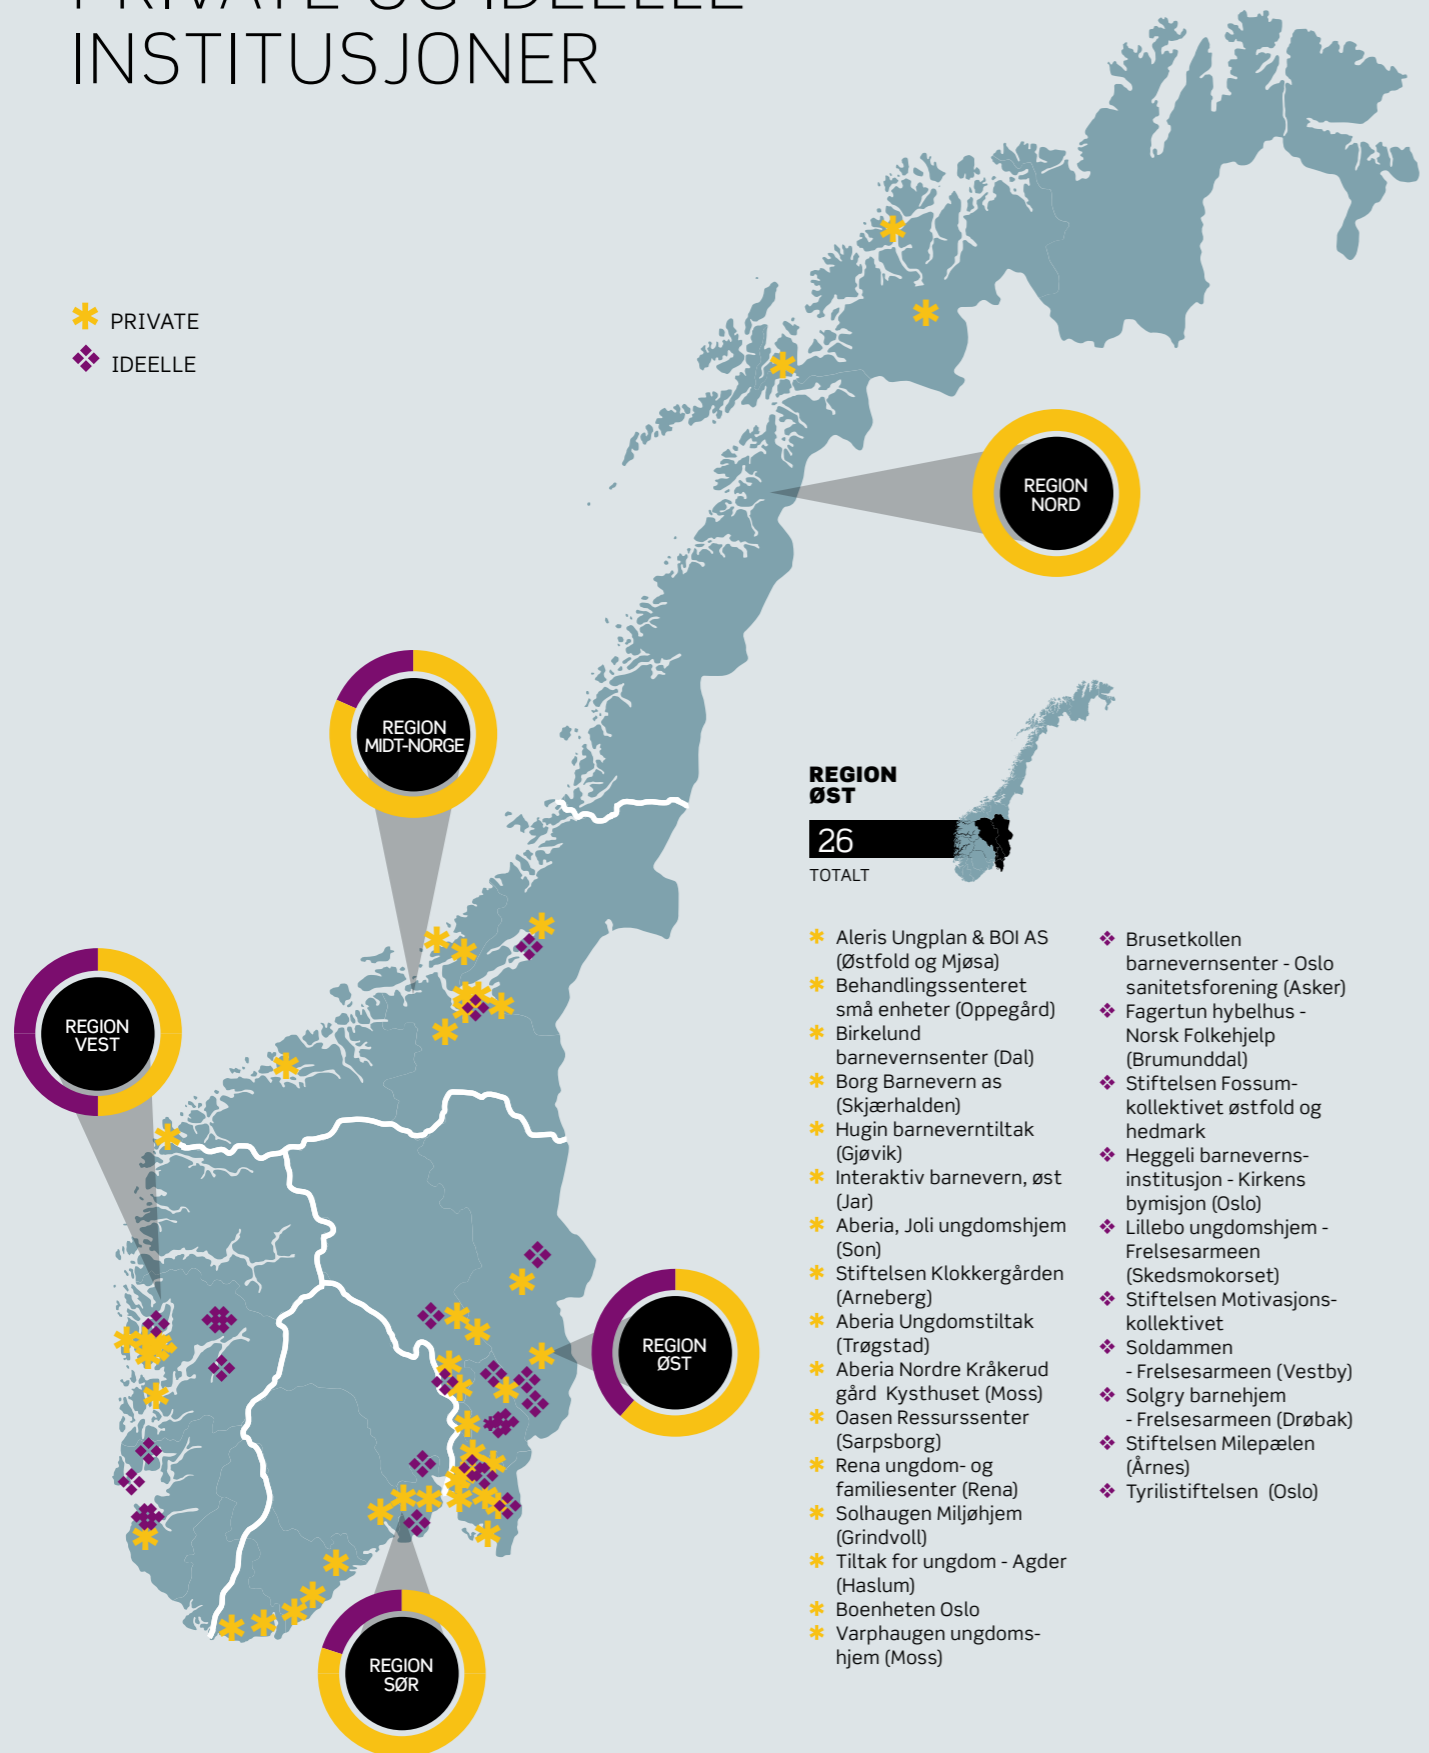 PRIVATE OG IDEELLE
INSTITUSJONER
PRIVATE
IDEELLE
REGION
NORD
REGION
MIDT-NORGE
REGION
VEST
REGION
ØST
REGION
SØR
REGION
ØST
26
TOTALT
Aleris Ungplan & BOI AS
(Østfold og Mjøsa)
Behandlingssenteret
små enheter (Oppegård)
Birkelund
barnevernsenter (Dal)
Borg Barnevern as
(Skjærhalden)
Hugin barneverntiltak
(Gjøvik)
Interaktiv barnevern, øst
(Jar)
Aberia, Joli ungdomshjem
(Son)
Stiftelsen Klokkergården
(Arneberg)
Aberia Ungdomstiltak
(Trøgstad)
Aberia Nordre Kråkerud
gård Kysthuset (Moss)
Oasen Ressurssenter
(Sarpsborg)
Rena ungdom- og
familiesenter (Rena)
Solhaugen Miljøhjem
(Grindvoll)
Tiltak for ungdom - Agder
(Haslum)
Boenheten Oslo
Varphaugen ungdoms-
hjem (Moss)
Brusetkollen
barnevernsenter - Oslo
sanitetsforening (Asker)
Fagertun hybelhus -
Norsk Folkehjelp
(Brumunddal)
Stiftelsen Fossum-
kollektivet østfold og
hedmark
Heggeli barneverns-
institusjon - Kirkens
bymisjon (Oslo)
Lillebo ungdomshjem -
Frelsesarmeen
(Skedsmokorset)
Stiftelsen Motivasjons-
kollektivet
Soldammen
- Frelsesarmeen (Vestby)
Solgry barnehjem
- Frelsesarmeen (Drøbak)
Stiftelsen Milepælen
(Årnes)
Tyrilistiftelsen (Oslo)